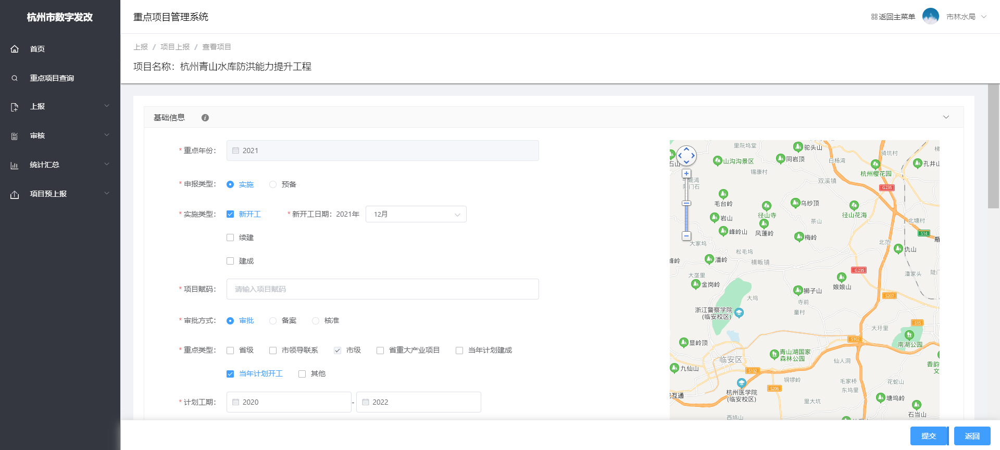 杭州市数字发改
首页
重点项目查询
上报
审核
统计汇总
项目预上报
重点项目管理系统
返回主菜单
市林水局
上报 / 项目上报 / 查看项目
项目名称：杭州青山水库防洪能力提升工程
基础信息
* 重点年份：
2021
* 申报类型：
实施
预备
* 实施类型：
新开工
* 新开工日期：2021年
12月
续建
建成
* 项目赋码：
请输入项目赋码
* 审批方式：
审批
备案
核准
* 重点类型：
省级
市领导联系
市级
省重大产业项目
当年计划建成
当年计划开工
其他
* 计划工期：
2020
-
2022
里阮坞堂
驼头山
骑坑村
梯
石山
山沟沟景区
同岩顶
白杨湾
孔井山
锡康村
杭州樱花园
双溪镇
G235
毛台岭
乌纱顶
径山寺
径山花海
岩山
茶山
北塘村
峰岭山
风蓬岭
梅岭
S14
瓶
大家坞
北范
仇山
松毛坞
峰岭
潘岭
横畈镇
G235
潘家头
陡门
大垄里
金岗岭
娘娘山
狮子山
S207
大坞
寺前
浙江警察学院
(临安校区)
童村
S15
大圩里
显岭顶
S102
南湖公园
青山湖国家
森林公园
临安区
仙人洞
香韵
文
九仙山
S102
铜锣岭
毛家桥
花蛇山
S206
东坞里
杭州医学院
(临安校区)
互通
里大坑
塘坞岭
石当山
西鸠山
提交
返回